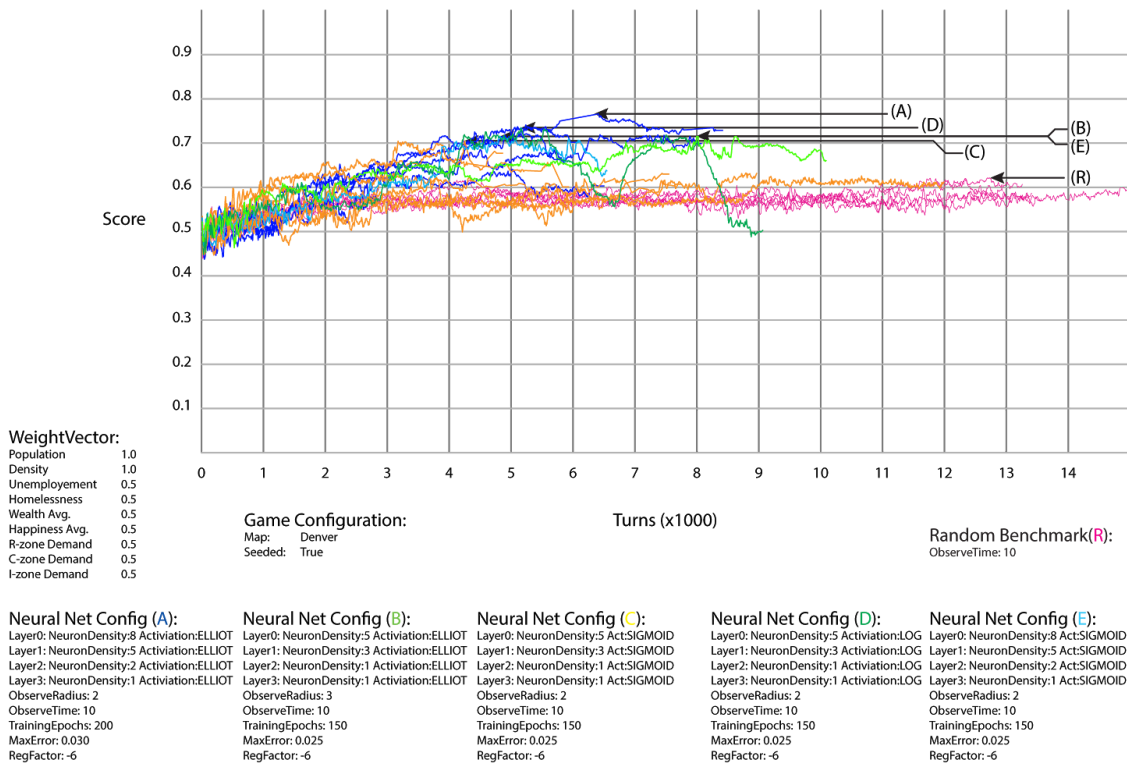 0.9
0.8
(A)
(D)
(B)
0.7
(E)
(C)
(R)
0.6
Score
0.5
0.4
0.3
0.2
0.1
0 1 2 3 4 5 6 7 8 9 10 11 12 13 14
Turns (x1000)
WeightVector:
Population 1.0
Density 1.0
Unemployement 0.5
Homelessness 0.5
Wealth Avg. 0.5
Happiness Avg. 0.5
R-zone Demand 0.5
C-zone Demand 0.5
I-zone Demand 0.5
Game Configuration:
Map: Denver
Seeded: True
Random Benchmark(R):
ObserveTime: 10
Neural Net Config (A):
Layer0: NeuronDensity:8 Activiation:ELLIOT
Layer1: NeuronDensity:5 Activiation:ELLIOT
Layer2: NeuronDensity:2 Activiation:ELLIOT
Layer3: NeuronDensity:1 Activation:ELLIOT
ObserveRadius: 2
ObserveTime: 10
TrainingEpochs: 200
MaxError: 0.030
RegFactor: -6
Neural Net Config (B):
Layer0: NeuronDensity:5 Activiation:ELLIOT
Layer1: NeuronDensity:3 Activiation:ELLIOT
Layer2: NeuronDensity:1 Activiation:ELLIOT
Layer3: NeuronDensity:1 Activation:ELLIOT
ObserveRadius: 3
ObserveTime: 10
TrainingEpochs: 150
MaxError: 0.025
RegFactor: -6
Neural Net Config (C):
Layer0: NeuronDensity:5 Act:SIGMOID
Layer1: NeuronDensity:3 Act:SIGMOID
Layer2: NeuronDensity:1 Act:SIGMOID
Layer3: NeuronDensity:1 Act:SIGMOID
ObserveRadius: 2
ObserveTime: 10
TrainingEpochs: 150
MaxError: 0.025
RegFactor: -6
Neural Net Config (D):
Layer0: NeuronDensity:5 Activation:LOG
Layer1: NeuronDensity:3 Activation:LOG
Layer2: NeuronDensity:1 Activation:LOG
Layer3: NeuronDensity:1 Activation:LOG
ObserveRadius: 2
ObserveTime: 10
TrainingEpochs: 150
MaxError: 0.025
RegFactor: -6
Neural Net Config (E):
Layer0: NeuronDensity:8 Act:SIGMOID
Layer1: NeuronDensity:5 Act:SIGMOID
Layer2: NeuronDensity:2 Act:SIGMOID
Layer3: NeuronDensity:1 Act:SIGMOID
ObserveRadius: 2
ObserveTime: 10
TrainingEpochs: 150
MaxError: 0.025
RegFactor: -6